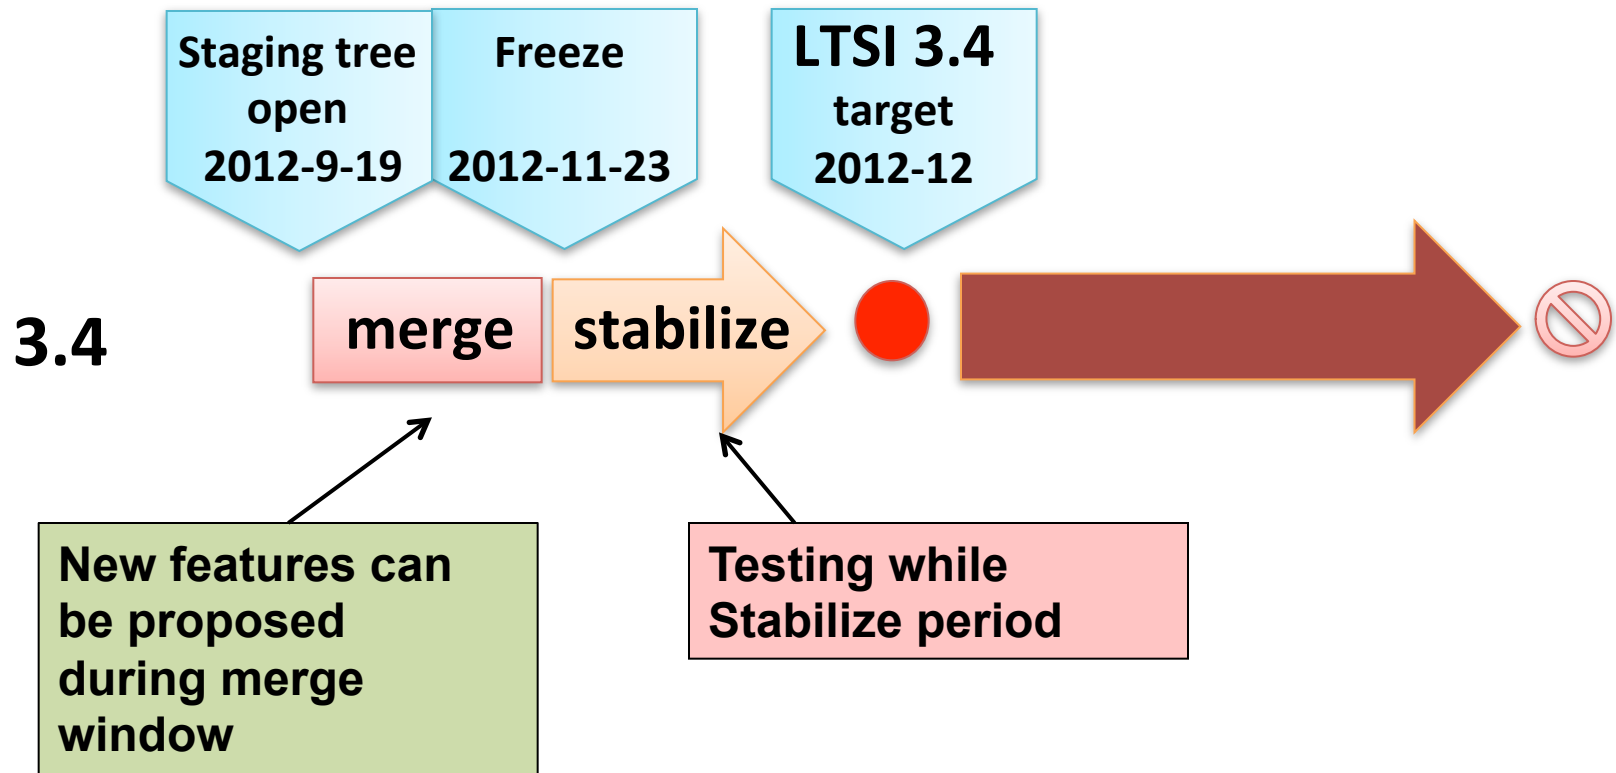 Staging tree
open
2012-9-19
Freeze
2012-11-23
LTSI 3.4
target
2012-12
3.4
merge
stabilize
New features can
be proposed
during merge
window
Testing while
Stabilize period